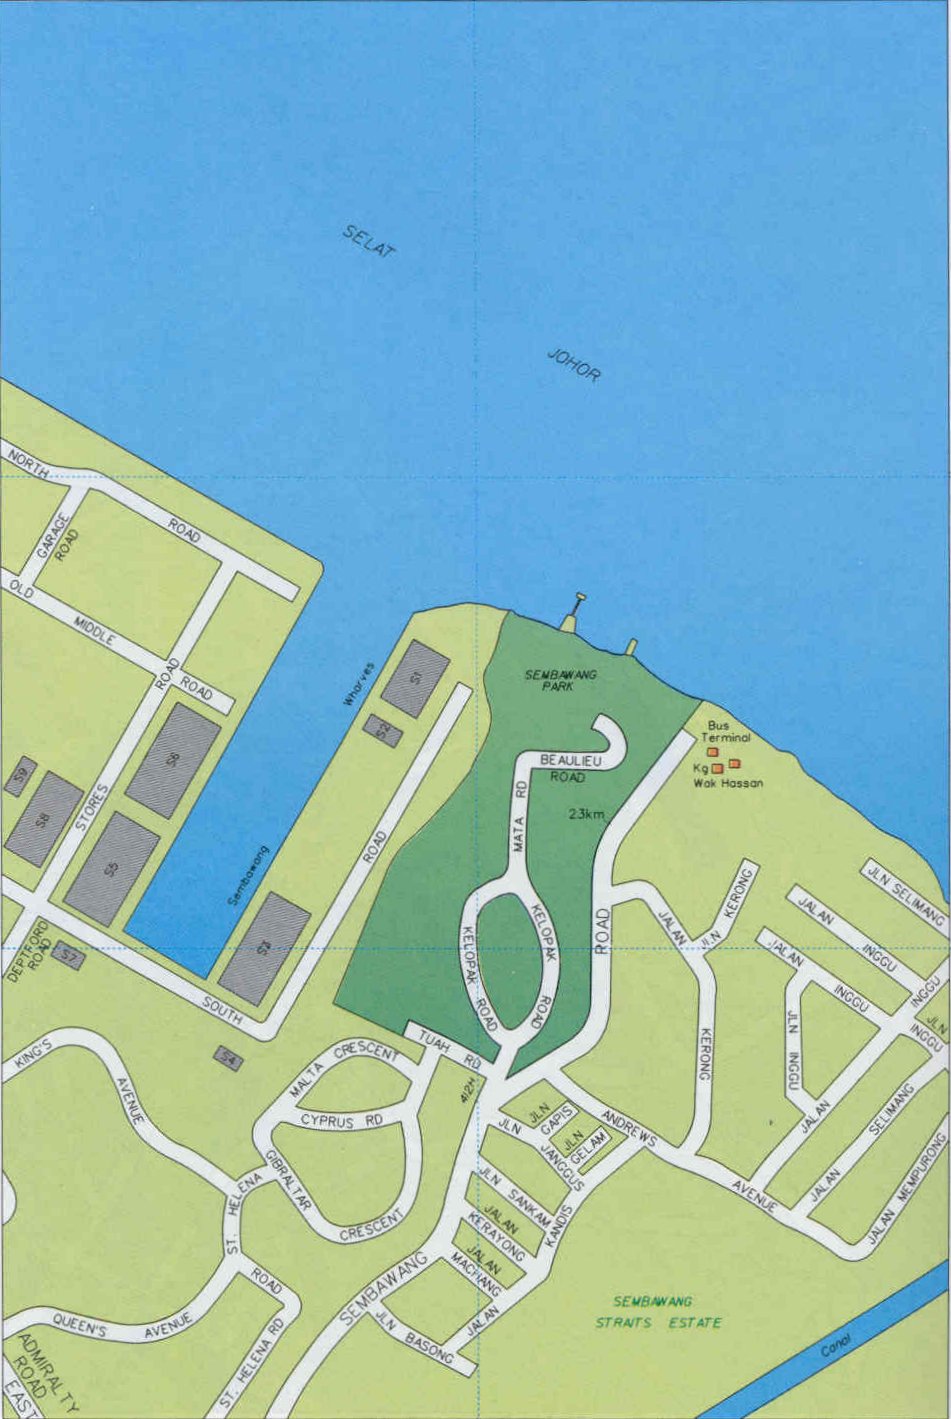 SELAT
JOHOR
NORTH
ROAD
GARAGE
ROAD
OLD
MIDDLE
ROAD
ROAD
STORES
Wharves
Sembawang
S1
S2
S3
S4
S5
S6
S7
S8
S9
SEMBAWANG
PARK
Bus
Terminal
Kg
Wak Hassan
BEAULIEU
ROAD
MATA RD
23km
ROAD
KELOPAK
ROAD
KELOPAK
ROAD
ROAD
JALAN
JLN
KERONG
KERONG
JLN SELIMANG
JALAN
INGGU
INGGU
JALAN
INGGU
JLN
INGGU
JLN INGGU
JALAN
SELIMANG
JALAN
JALAN MEMPURONG
DEPTFORD
ROAD
SOUTH
TUAH RD
412H
KING'S
AVENUE
MALTA
CRESCENT
CYPRUS RD
GIBRALTAR
CRESCENT
ST. HELENA
ROAD
ST. HELENA RD
QUEEN'S
AVENUE
ADMIRALTY
ROAD
EAST
SEMBAWANG
JLN
GAPIS
JLN
GELAM
ANDREWS
AVENUE
JLN
JANGGUS
JLN SANKAM
KANDIS
JALAN
KERAYONG
JALAN
MACHANG
JALAN
JLN
BASONG
SEMBAWANG
STRAITS ESTATE
Canal